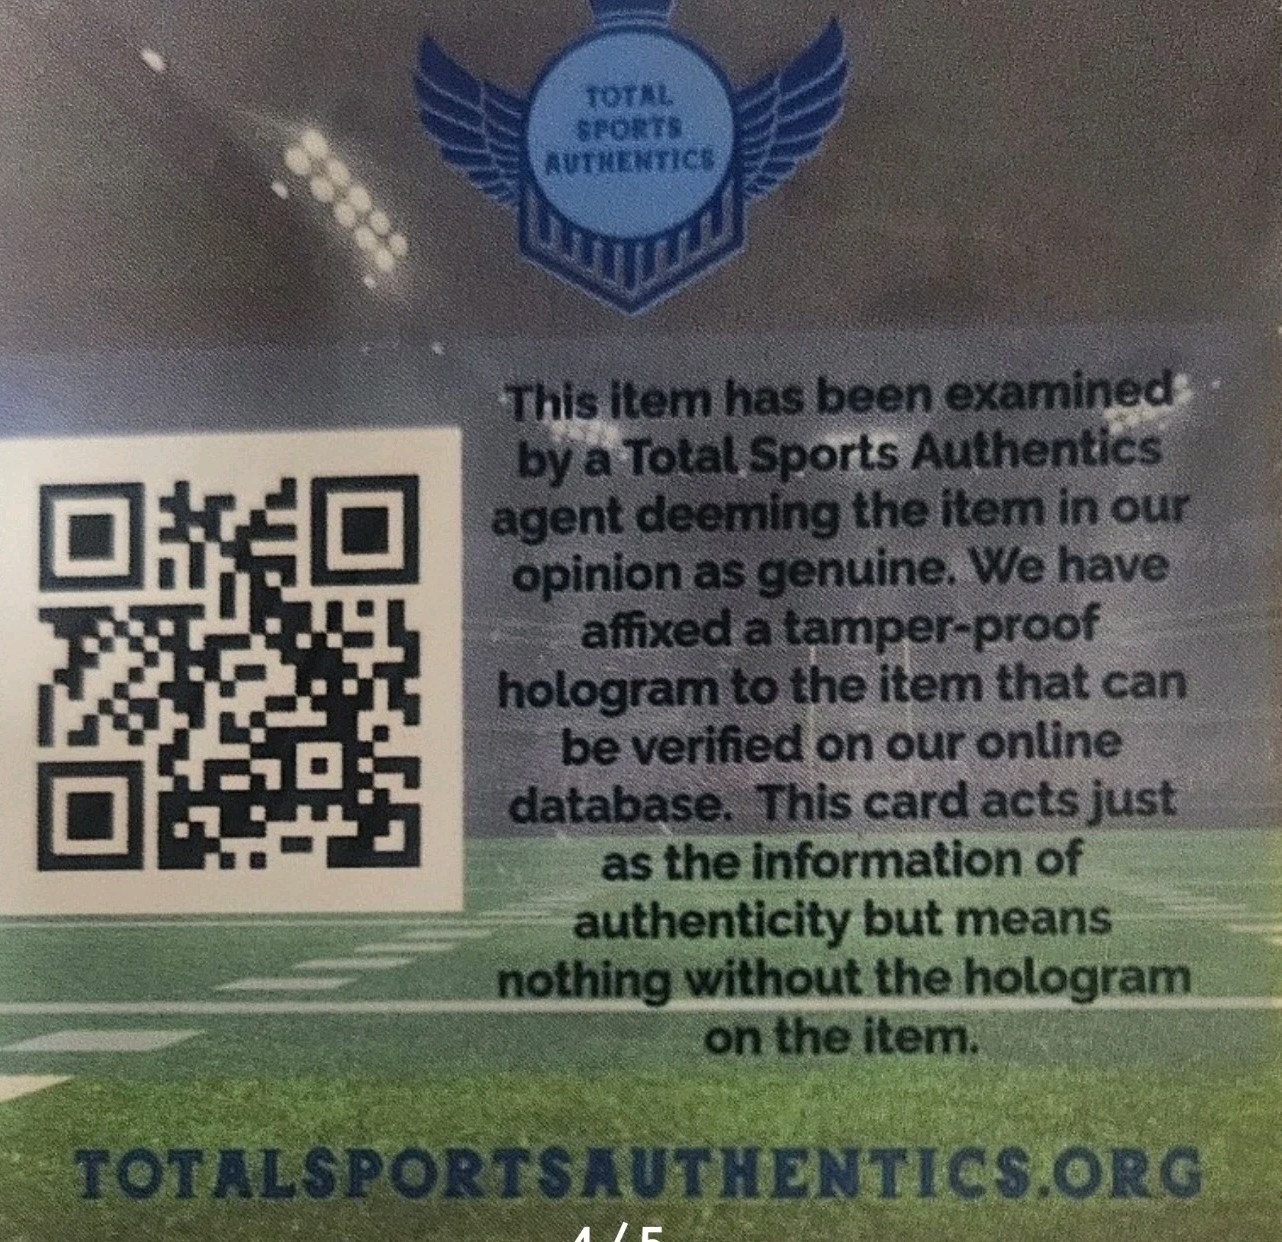 TOTAL
SPORTS
AUTHENTICS
This item has been examined
by a Total Sports Authentics
agent deeming the item in our
opinion as genuine. We have
affixed a tamper-proof
hologram to the item that can
be verified on our online
database. This card acts just
as the information of
authenticity but means
nothing without the hologram
on the item.
TOTALSPORTSAUTHENTICS.ORG
4/5